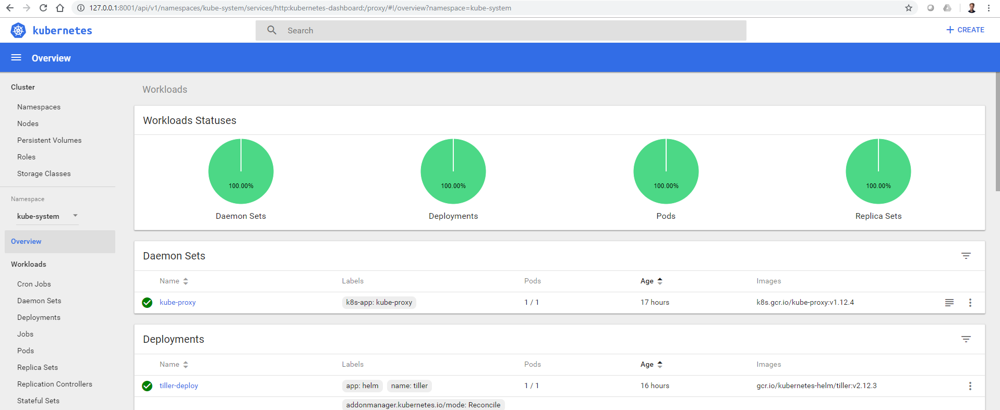 127.0.0.1:8001/api/v1/namespaces/kube-system/services/http:kubernetes-dashboard:/proxy/#!/overview?namespace=kube-system
kubernetes
Search
CREATE
Overview
Cluster
Namespaces
Nodes
Persistent Volumes
Roles
Storage Classes
Namespace
kube-system
Overview
Workloads
Cron Jobs
Daemon Sets
Deployments
Jobs
Pods
Replica Sets
Replication Controllers
Stateful Sets
Workloads
Workloads Statuses
100.00% 100.00% 100.00% 100.00%
Daemon Sets Deployments Pods Replica Sets
Daemon Sets
Name Labels Pods Age Images
kube-proxy k8s-app: kube-proxy 1 / 1 17 hours k8s.gcr.io/kube-proxy:v1.12.4
Deployments
Name Labels Pods Age Images
tiller-deploy app: helm name: tiller 1 / 1 16 hours gcr.io/kubernetes-helm/tiller:v2.12.3
addonmanager.kubernetes.io/mode: Reconcile